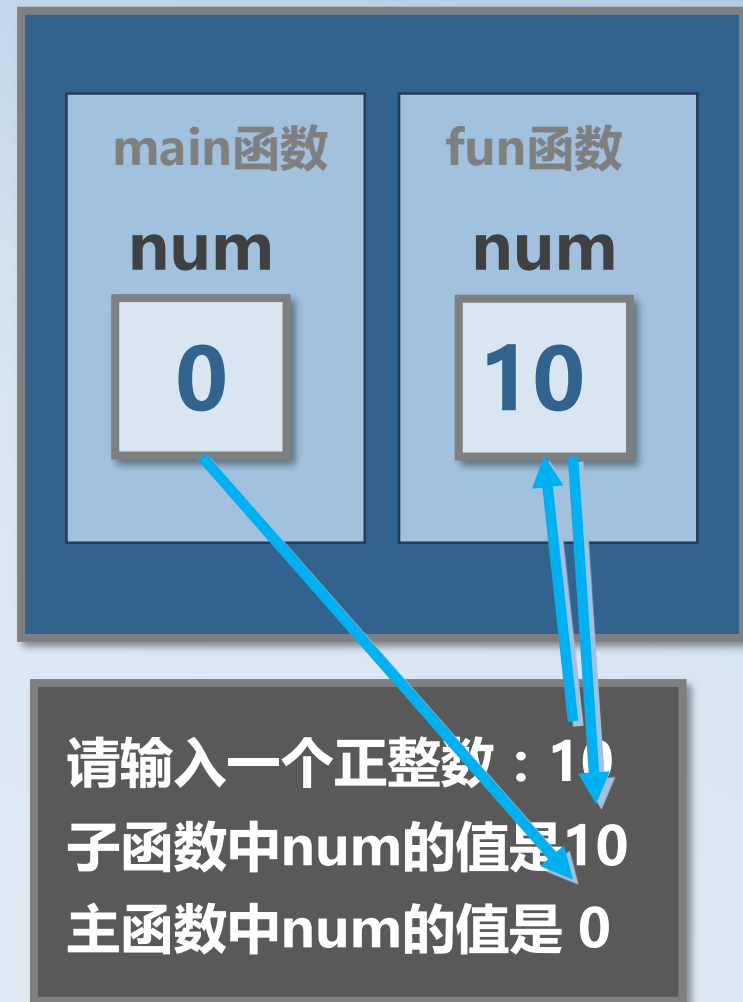 main函数 fun函数
num num
0 10
请输入一个正整数：10
子函数中num的值是10
主函数中num的值是 0